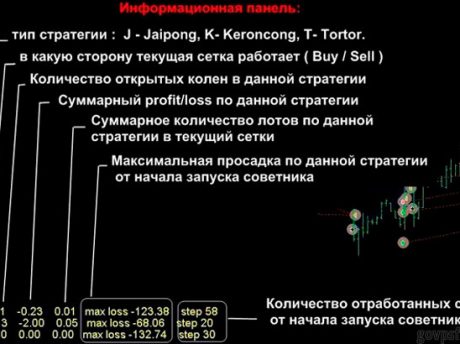 Информационная панель:
тип стратегии : J - Jaipong, K- Keroncong, T- Tortor.
в какую сторону текущая сетка работает ( Buy / Sell )
Количество открытых колен в данной стратегии
Суммарный profit/loss по данной стратегии
Суммарное количество лотов по данной
стратегии в текущий сетки
Максимальная просадка по данной стратегии
от начала запуска советника
1 -0.23 0.01 max loss -123.38 step 58
3 -2.00 0.05 max loss -68.06 step 20
0 0.00 0.00 max loss -132.74 step 30
Количество отработанных
от начала запуска советник